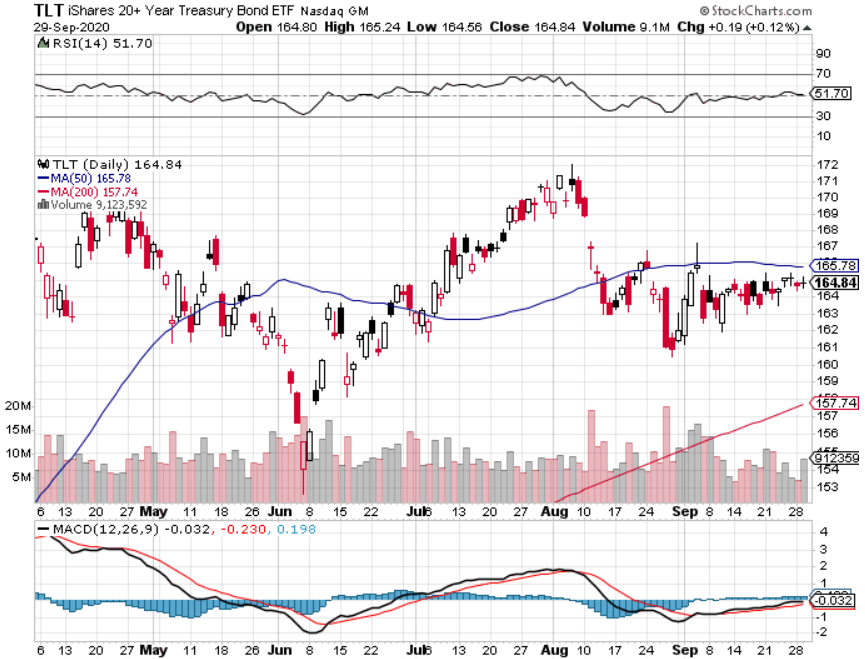 TLT iShares 20+ Year Treasury Bond ETF Nasdaq GM © StockCharts.com
29-Sep-2020 Open 164.80 High 165.24 Low 164.56 Close 164.84 Volume 9.1M Chg +0.19 (+0.12%)
RSI(14) 51.70
90
70
51.70
30
10
TLT (Daily) 164.84
MA(50) 165.78
MA(200) 157.74
Volume 9,123,592
172
171
170
169
168
167
165.78
164.84
164
163
162
161
159
157.74
157
156
154
153
20M
15M
10M
5M
912359
6 13 20 27 May 11 18 26 Jun 8 15 22 Jul 6 13 20 27 Aug 10 17 24 Sep 8 14 21 28
MACD(12,26,9) -0.032, -0.230, 0.198
4
3
2
1
-0.032
-1
-2
6 13 20 27 May 11 18 26 Jun 8 15 22 Jul 6 13 20 27 Aug 10 17 24 Sep 8 14 21 28